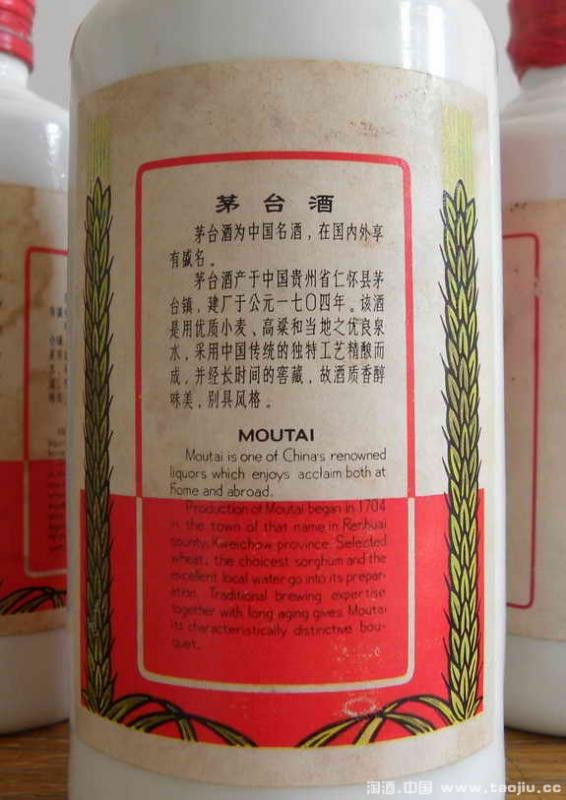 茅台酒
茅台酒为中国名酒，在国内外享
有盛名。
茅台酒产于中国贵州省仁怀县茅
台镇，建厂于公元一七〇四年。该酒
是用优质小麦、高粱和当地之优良泉
水，采用中国传统的独特工艺精酿而
成，并经长时间的窖藏，故酒质香醇
味美，别具风格。
MOUTAI
Moutai is one of China's renowned
liquors which enjoys acclaim both at
home and abroad.
Production of Moutai began in 1704
in the town of that name in Renhuai
county, Kweichow province. Selected
wheat, the choicest sorghum and the
excellent local water go into its prepar-
ation. Traditional brewing expertise
together with long aging gives Moutai
its characteristically distinctive bou-
quet.
淘酒.中国 www.taojiu.cc